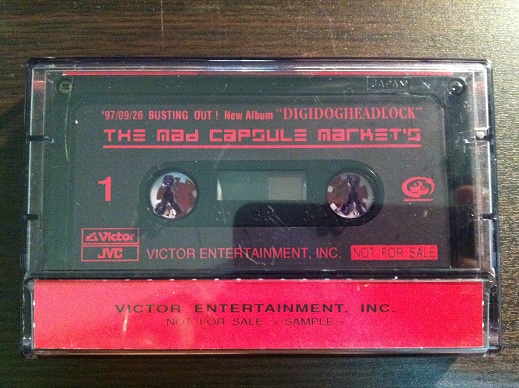 JAPAN
'97/09/26 BUSTING OUT! New Album "DIGIDOGHEADLOCK"
THE MAD CAPSULE MARKET'S
1
Victor
JVC
VICTOR ENTERTAINMENT, INC. NOT FOR SALE
VICTOR ENTERTAINMENT, INC.
NOT FOR SALE - SAMPLE -